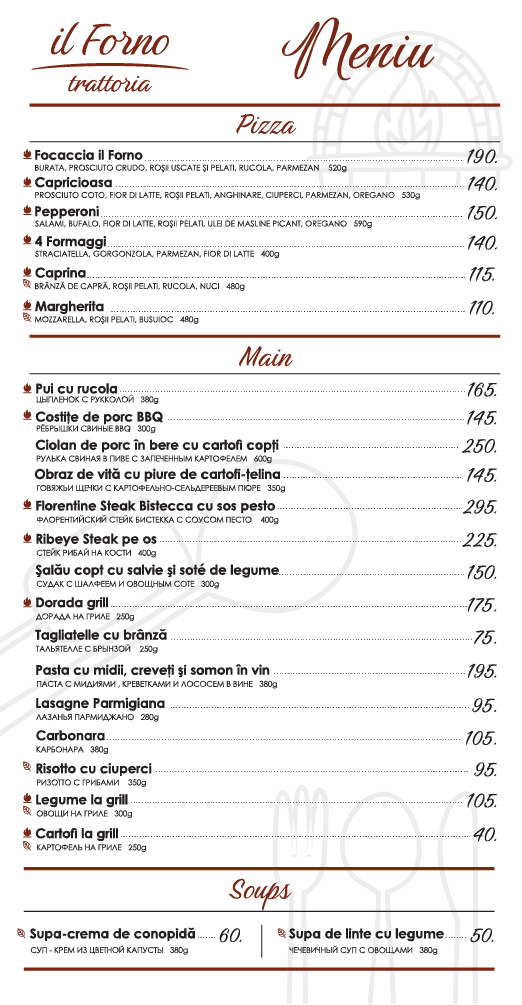 il Forno
trattoria
Meniu
Pizza
Focaccia il Forno 190.
BURATA, PROSCIUTO CRUDO, ROȘII USCATE ȘI PELATI, RUCOLA, PARMEZAN 520g
Capricioasa 140.
PROSCIUTO COTO, FIOR DI LATTE, ROȘII PELATI, ANGHINARE, CIUPERCI, PARMEZAN, OREGANO 530g
Pepperoni 150.
SALAMI, BUFALO, FIOR DI LATTE, ROȘII PELATI, ULEI DE MASLINE PICANT, OREGANO 590g
4 Formaggi 140.
STRACIATELLA, GORGONZOLA, PARMEZAN, FIOR DI LATTE 400g
Caprina 115.
BRÂNZĂ DE CAPRĂ, ROȘII PELATI, RUCOLA, NUCI 480g
Margherita 110.
MOZZARELLA, ROȘII PELATI, BUSUIOC 480g
Main
Pui cu rucola 165.
ЦЫПЛЕНОК С РУККОЛОЙ 380g
Costițe de porc BBQ 145.
РЁБРЫШКИ СВИНЫЕ BBQ 300g
Ciolan de porc în bere cu cartofi copți 250.
РУЛЬКА СВИНАЯ В ПИВЕ С ЗАПЕЧЕННЫМ КАРТОФЕЛЕМ 600g
Obraz de vită cu piure de cartofi-țelina 145.
ГОВЯЖЬИ ЩЕЧКИ С КАРТОФЕЛЬНО-СЕЛЬДЕРЕЕВЫМ ПЮРЕ 350g
Florentine Steak Bistecca cu sos pesto 295.
ФЛОРЕНТИЙСКИЙ СТЕЙК БИСТЕККА С СОУСОМ ПЕСТО 400g
Ribeye Steak pe os 225.
СТЕЙК РИБАЙ НА КОСТИ 400g
Șalău copt cu salvie și soté de legume 150.
СУДАК С ШАЛФЕЕМ И ОВОЩНЫМ СОТЕ 300g
Dorada grill 175.
ДОРАДА НА ГРИЛЕ 250g
Tagliatelle cu brânză 75.
ТАЛЬЯТЕЛЛЕ С БРЫНЗОЙ 250g
Pasta cu midii, creveți și somon în vin 195.
ПАСТА С МИДИЯМИ , КРЕВЕТКАМИ И ЛОСОСЕМ В ВИНЕ 380g
Lasagne Parmigiana 95.
ЛАЗАНЬЯ ПАРМИДЖАНО 280g
Carbonara 105.
КАРБОНАРА 380g
Risotto cu ciuperci 95.
РИЗОТТО С ГРИБАМИ 350g
Legume la grill 105.
ОВОЩИ НА ГРИЛЕ 300g
Cartofi la grill 40.
КАРТОФЕЛЬ НА ГРИЛЕ 250g
Soups
Supa-crema de conopidă 60.
СУП - КРЕМ ИЗ ЦВЕТНОЙ КАПУСТЫ 380g
Supa de linte cu legume 50.
ЧЕЧЕВИЧНЫЙ СУП С ОВОЩАМИ 380g